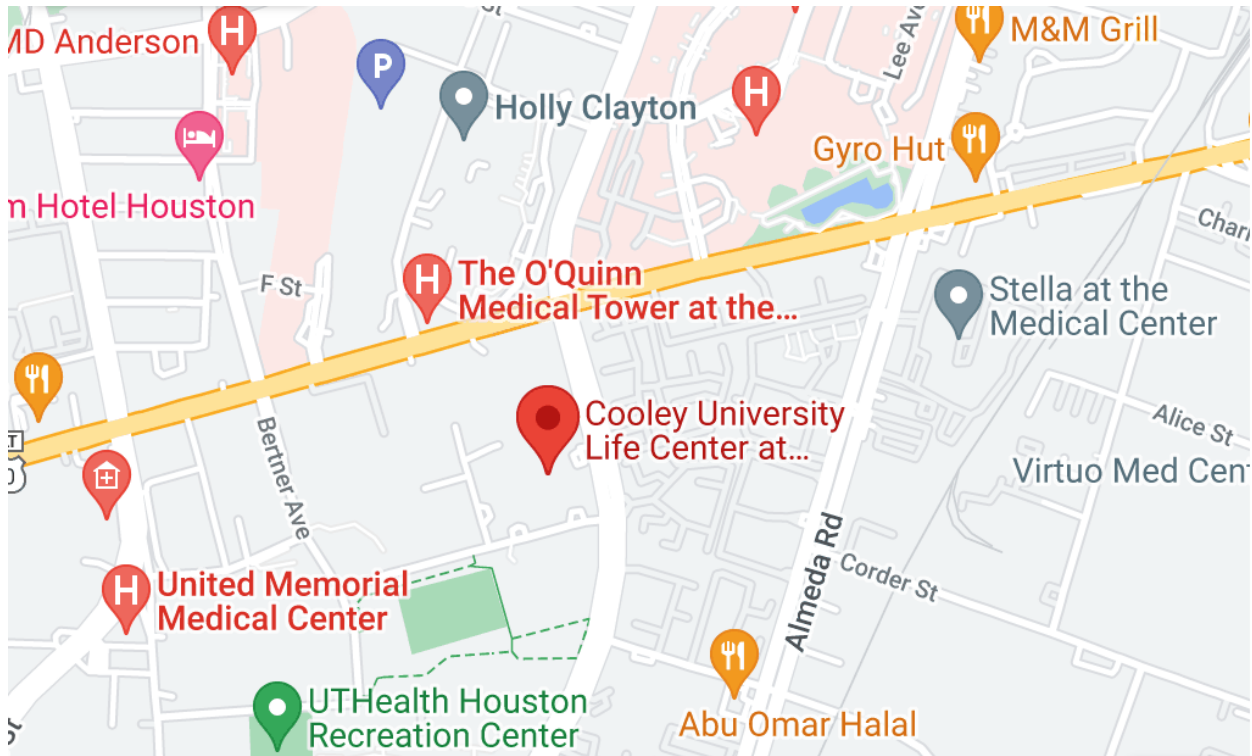 St
MD Anderson
H
P
Holly Clayton
H
Lee Ave
M&M Grill
Gyro Hut
m Hotel Houston
F St
H
The O'Quinn
Medical Tower at the...
Stella at the
Medical Center
Cooley University
Life Center at...
Bertner Ave
Alice St
Virtuo Med Cent
H
United Memorial
Medical Center
Almeda Rd
Corder St
UTHealth Houston
Recreation Center
Abu Omar Halal
St